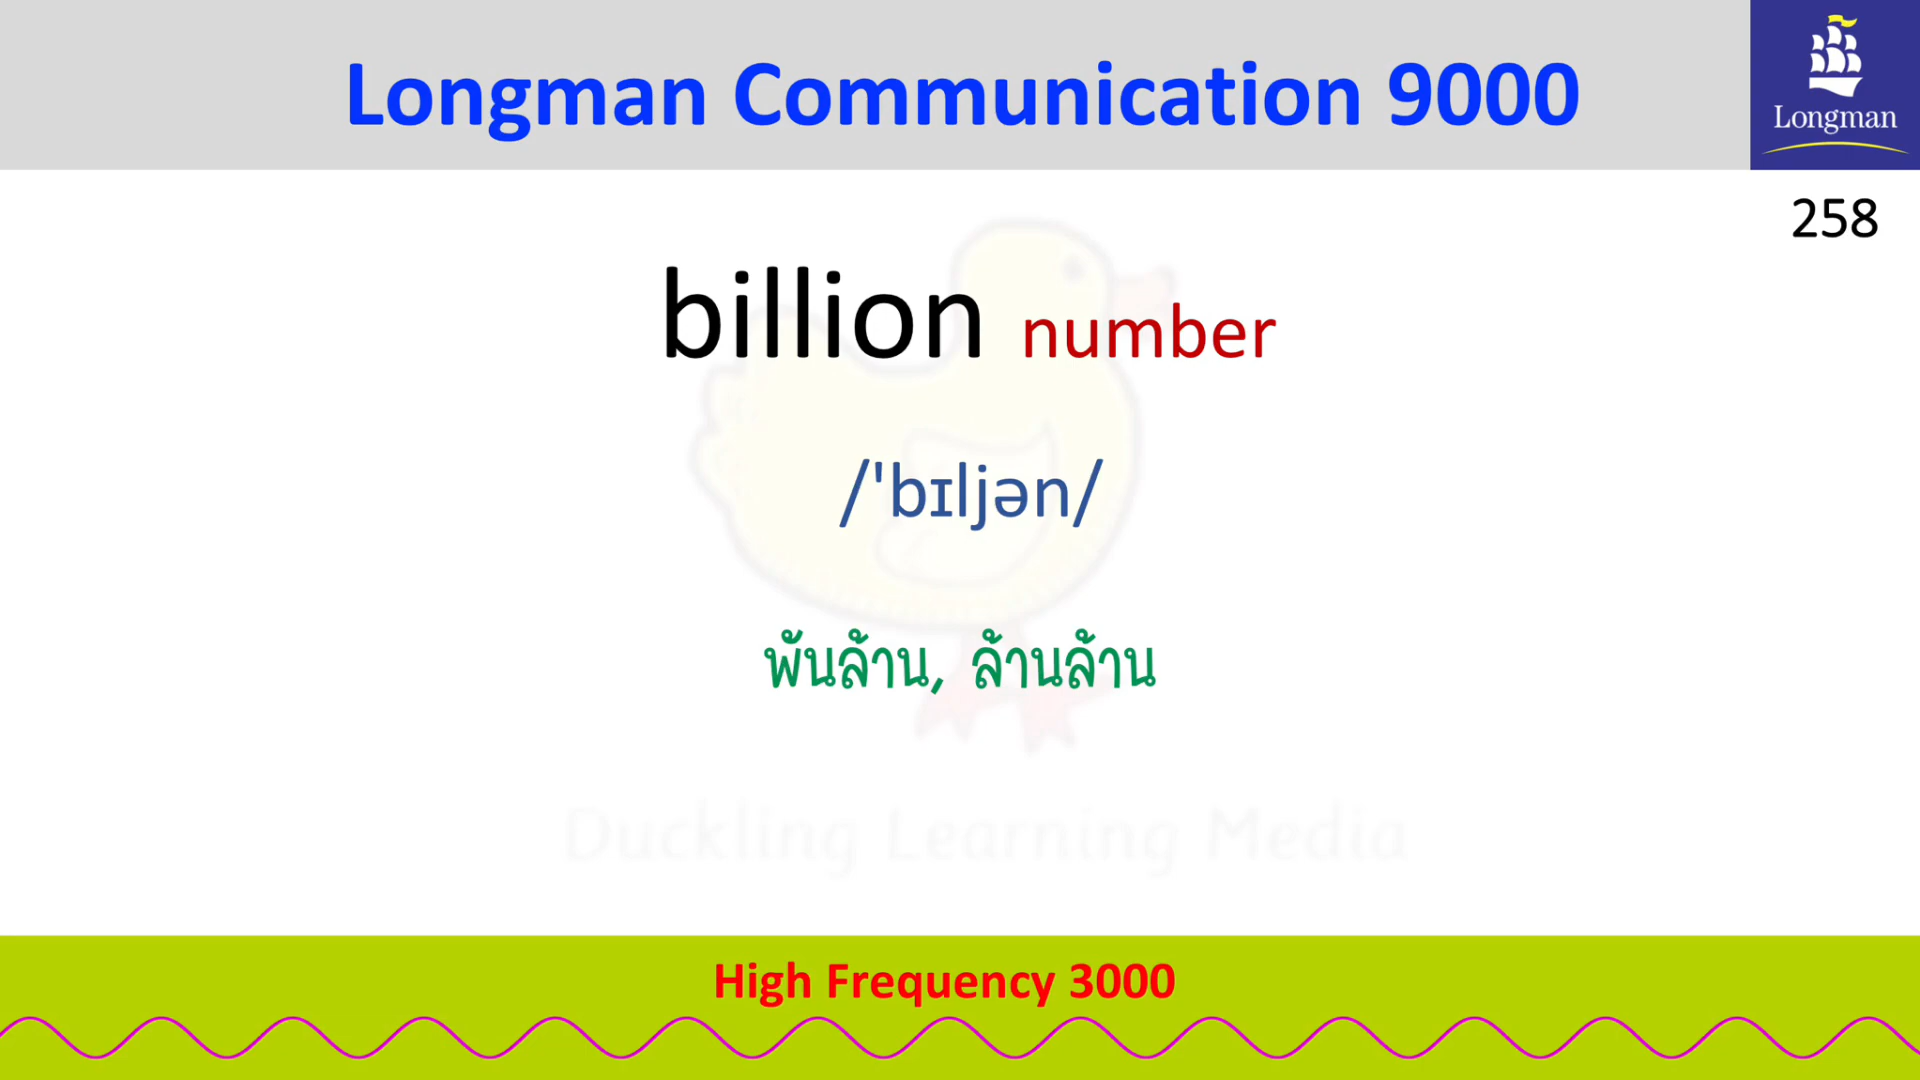 Longman Communication 9000
Longman
258
billion number
/ˈbɪljən/
พันล้าน, ล้านล้าน
Duckling Learning Media
High Frequency 3000